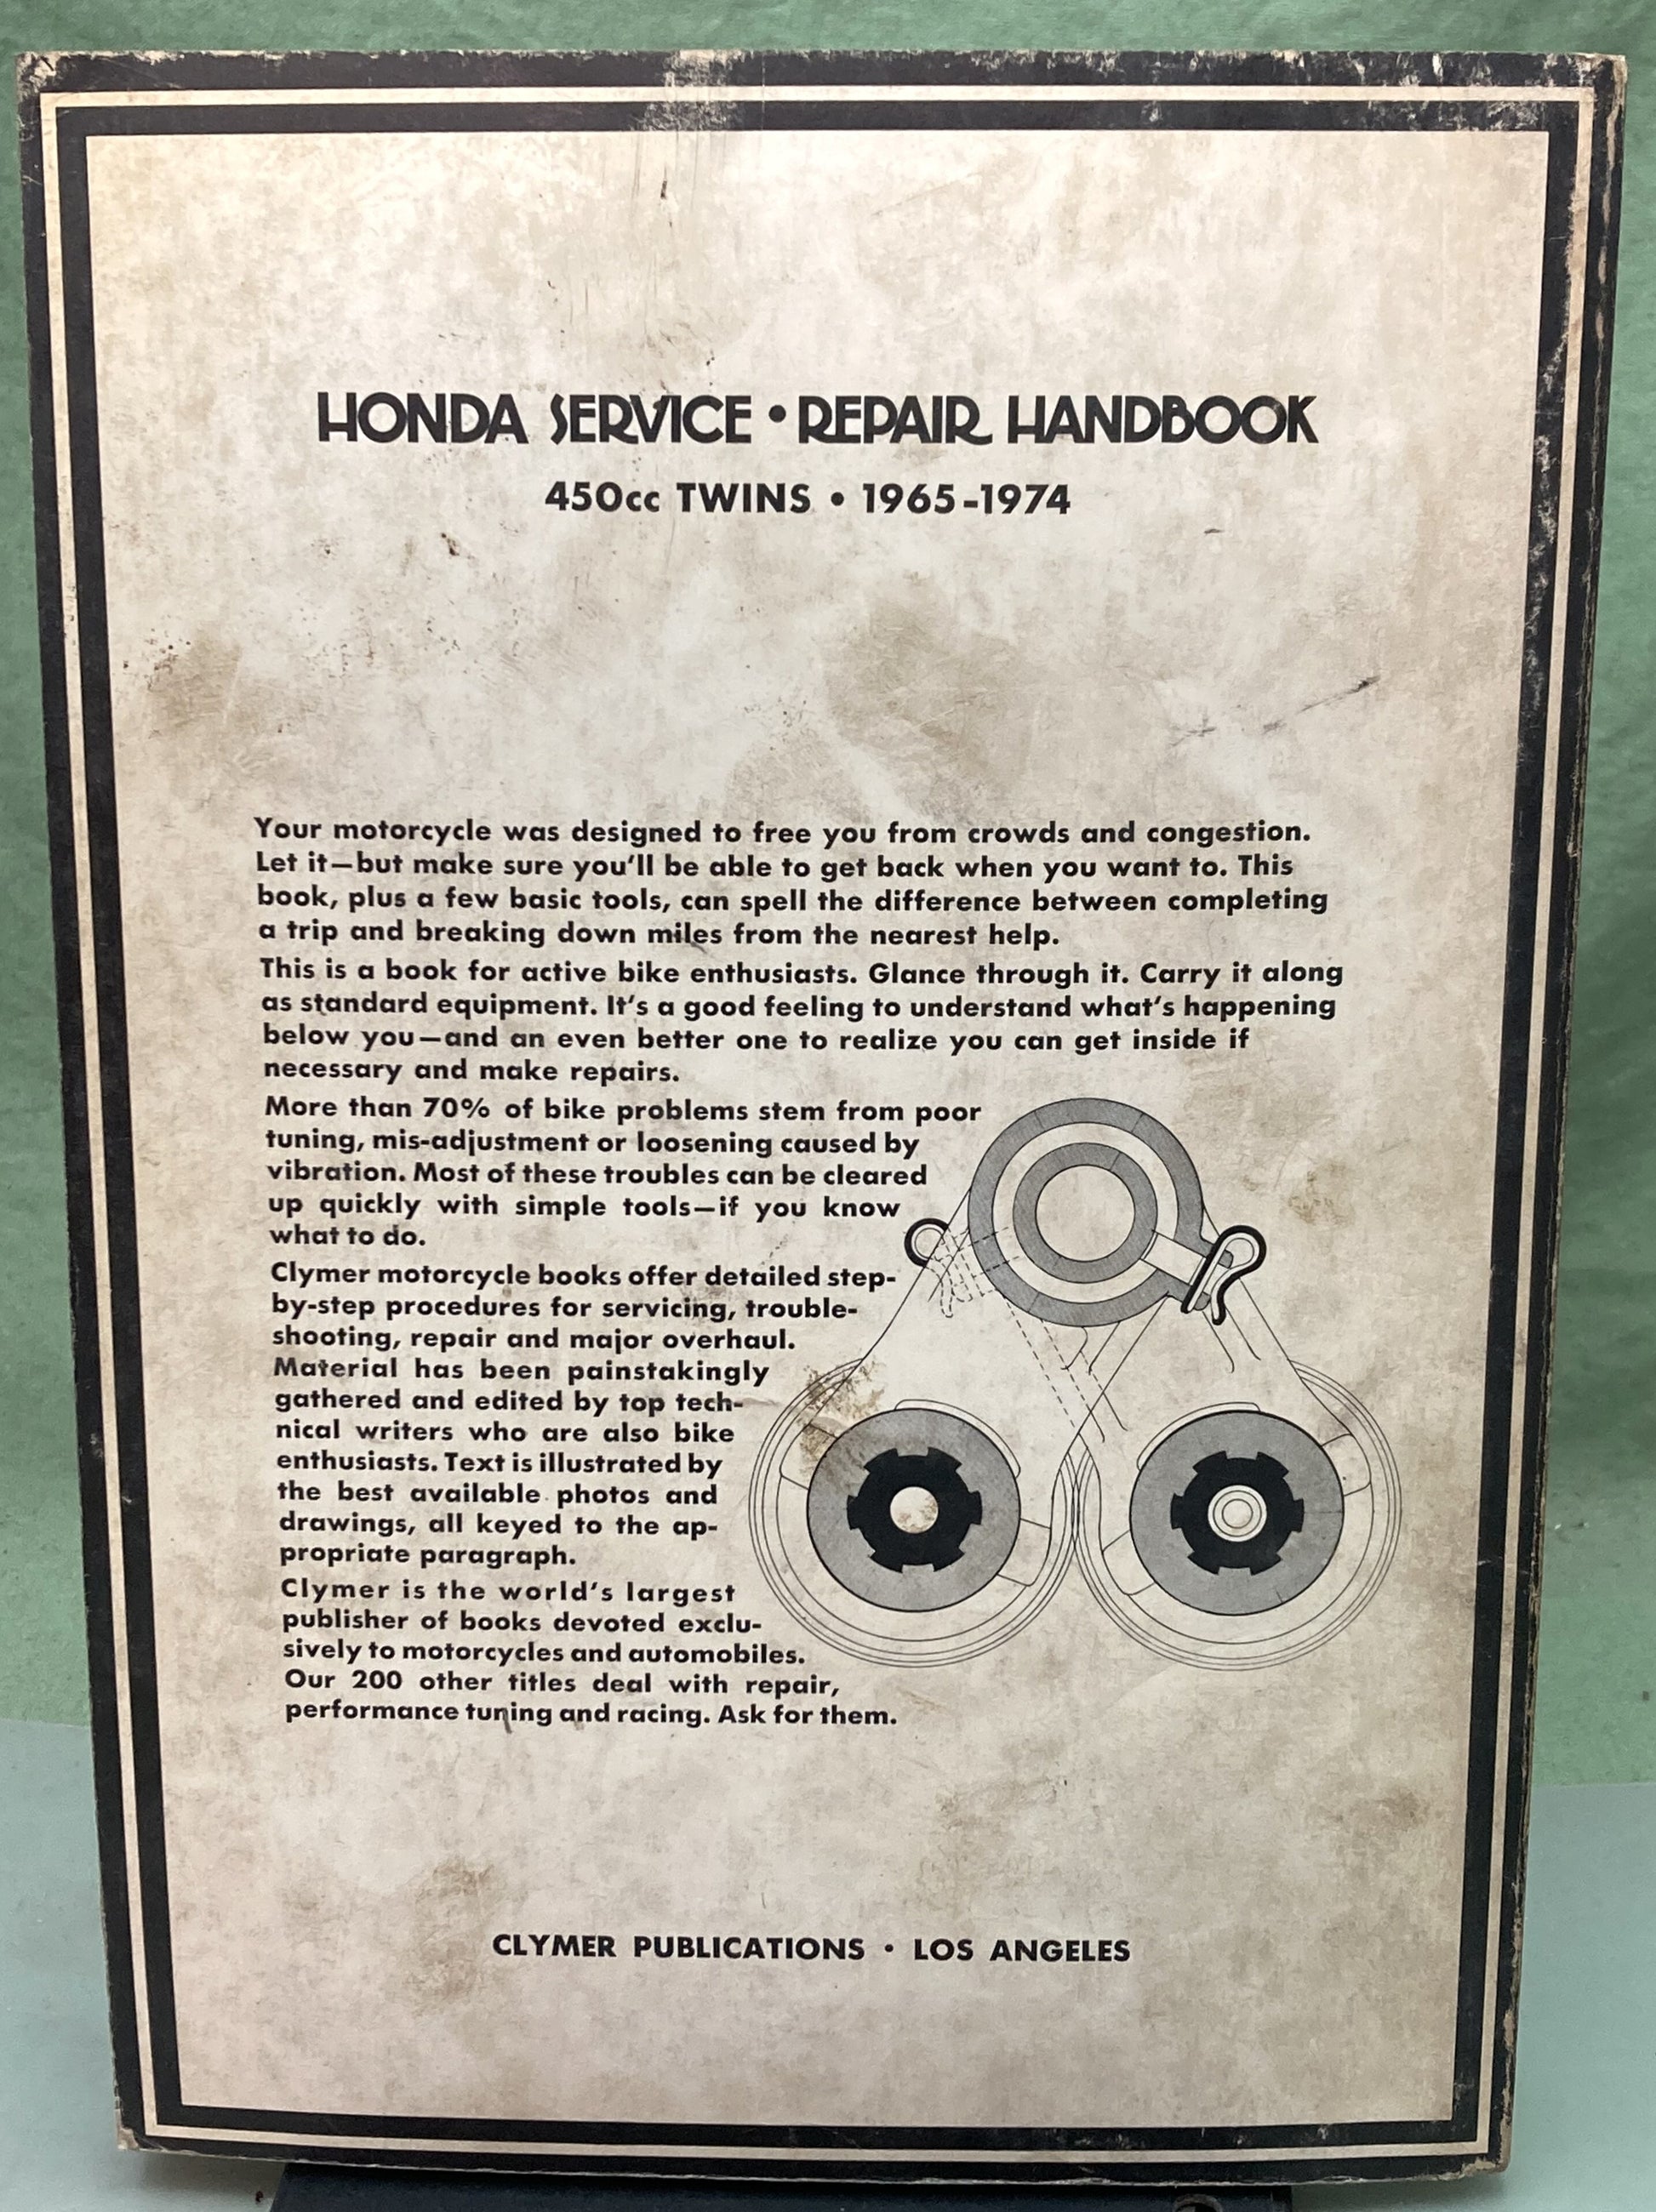 HONDA SERVICE • REPAIR HANDBOOK
450cc TWINS • 1965-1974
Your motorcycle was designed to free you from crowds and congestion.
Let it—but make sure you'll be able to get back when you want to. This
book, plus a few basic tools, can spell the difference between completing
a trip and breaking down miles from the nearest help.
This is a book for active bike enthusiasts. Glance through it. Carry it along
as standard equipment. It's a good feeling to understand what's happening
below you—and an even better one to realize you can get inside if
necessary and make repairs.
More than 70% of bike problems stem from poor
tuning, mis-adjustment or loosening caused by
vibration. Most of these troubles can be cleared
up quickly with simple tools—if you know
what to do.
Clymer motorcycle books offer detailed step-
by-step procedures for servicing, trouble-
shooting, repair and major overhaul.
Material has been painstakingly
gathered and edited by top tech-
nical writers who are also bike
enthusiasts. Text is illustrated by
the best available photos and
drawings, all keyed to the ap-
propriate paragraph.
Clymer is the world's largest
publisher of books devoted exclu-
sively to motorcycles and automobiles.
Our 200 other titles deal with repair,
performance tuning and racing. Ask for them.
CLYMER PUBLICATIONS • LOS ANGELES